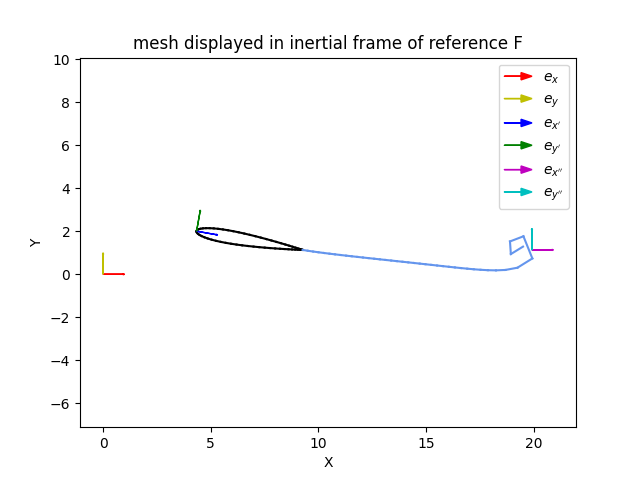 mesh displayed in inertial frame of reference F
10
8
6
4
2
0
−2
−4
−6
Y
0
5
10
15
20
X
e_x
e_y
e_x'
e_y'
e_x''
e_y''